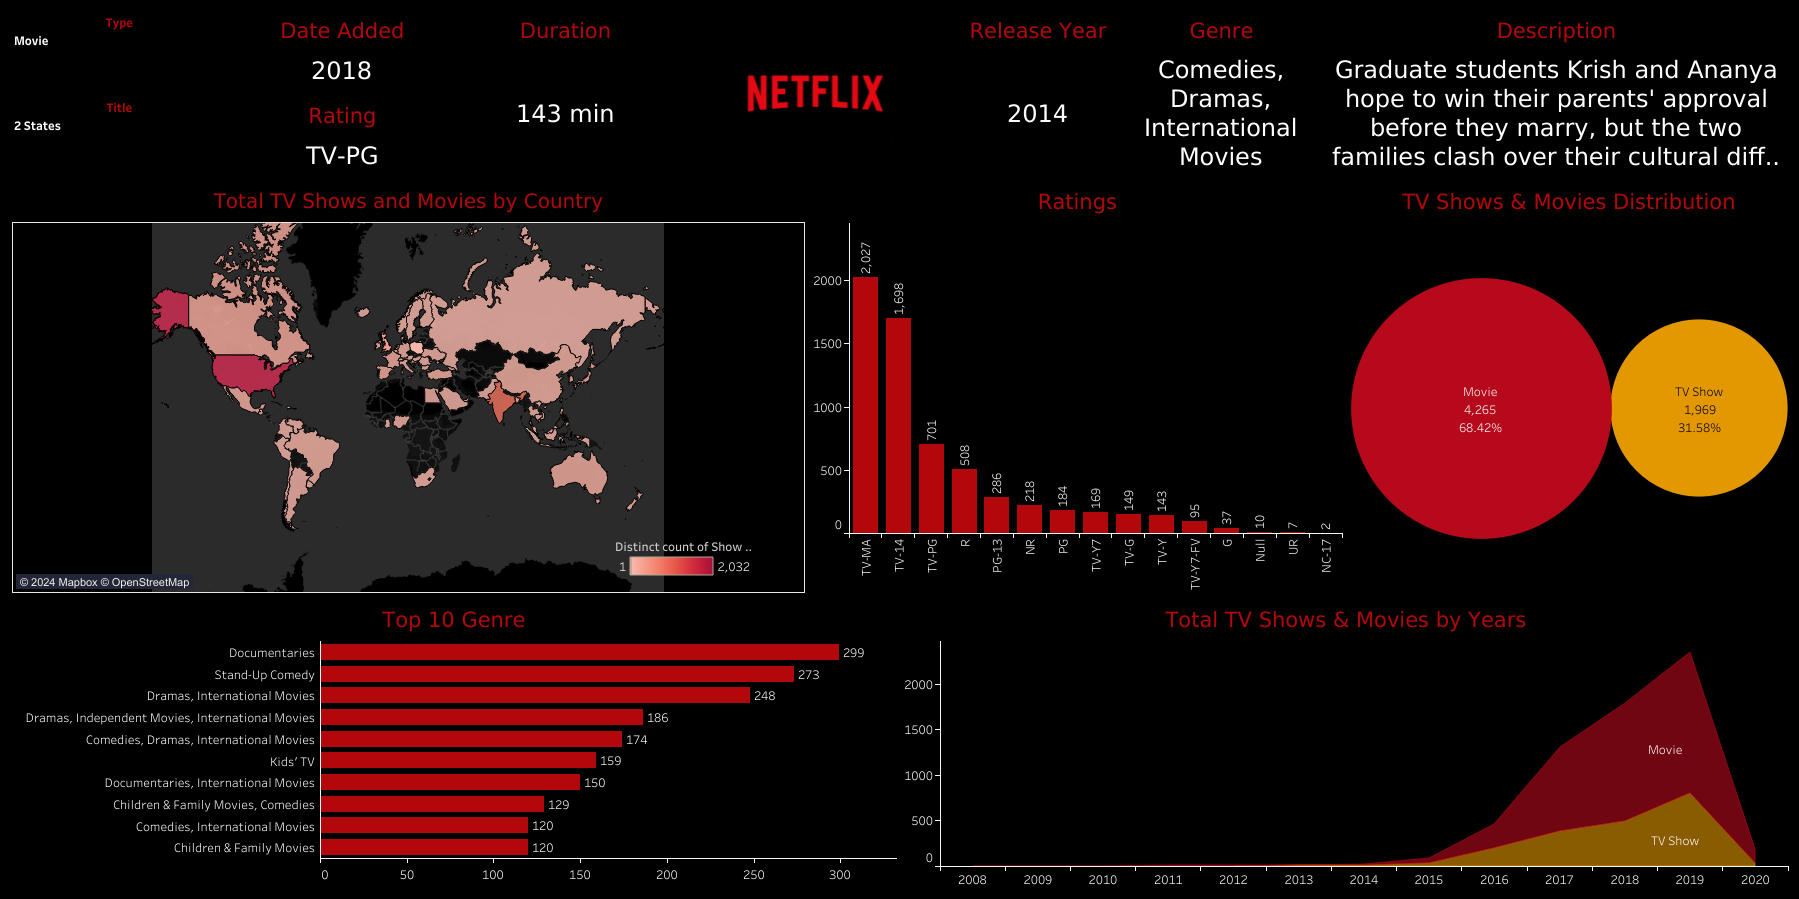 Type
Movie
Title
2 States
Date Added
2018
Rating
TV-PG
Duration
143 min
NETFLIX
Release Year
2014
Genre
Comedies,
Dramas,
International
Movies
Description
Graduate students Krish and Ananya
hope to win their parents' approval
before they marry, but the two
families clash over their cultural diff..
Total TV Shows and Movies by Country
Distinct count of Show ..
1 2,032
© 2024 Mapbox © OpenStreetMap
Ratings
2000
1500
1000
500
0
2,027
1,698
701
508
286
218
184
169
149
143
95
37
10
7
2
TV-MA
TV-14
TV-PG
R
PG-13
NR
PG
TV-Y7
TV-G
TV-Y
TV-Y7-FV
G
Null
UR
NC-17
TV Shows & Movies Distribution
Movie
4,265
68.42%
TV Show
1,969
31.58%
Top 10 Genre
Documentaries 299
Stand-Up Comedy 273
Dramas, International Movies 248
Dramas, Independent Movies, International Movies 186
Comedies, Dramas, International Movies 174
Kids' TV 159
Documentaries, International Movies 150
Children & Family Movies, Comedies 129
Comedies, International Movies 120
Children & Family Movies 120
0 50 100 150 200 250 300
Total TV Shows & Movies by Years
2000
1500
1000
500
0
Movie
TV Show
2008 2009 2010 2011 2012 2013 2014 2015 2016 2017 2018 2019 2020